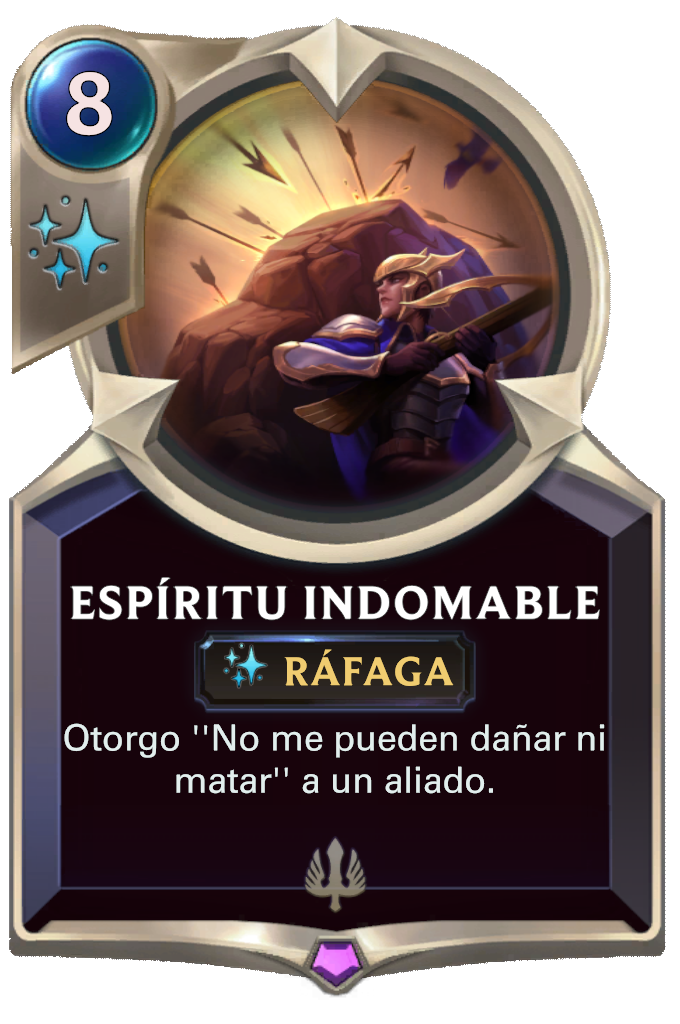 8
ESPÍRITU INDOMABLE
RÁFAGA
Otorgo ''No me pueden dañar ni
matar'' a un aliado.